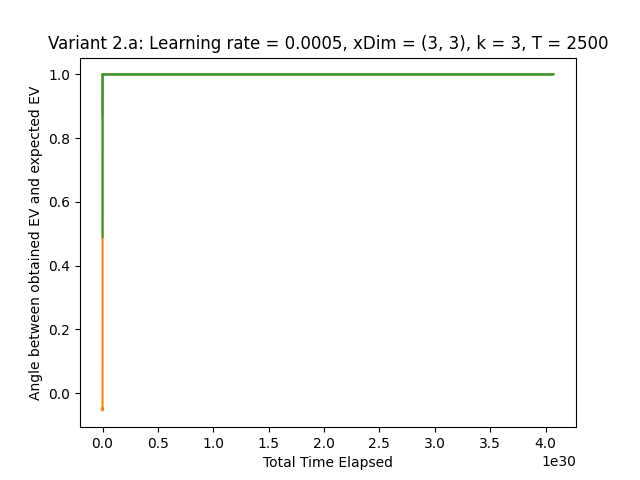 Variant 2.a: Learning rate = 0.0005, xDim = (3, 3), k = 3, T = 2500
Angle between obtained EV and expected EV
1.0
0.8
0.6
0.4
0.2
0.0
0.0 0.5 1.0 1.5 2.0 2.5 3.0 3.5 4.0
1e30
Total Time Elapsed